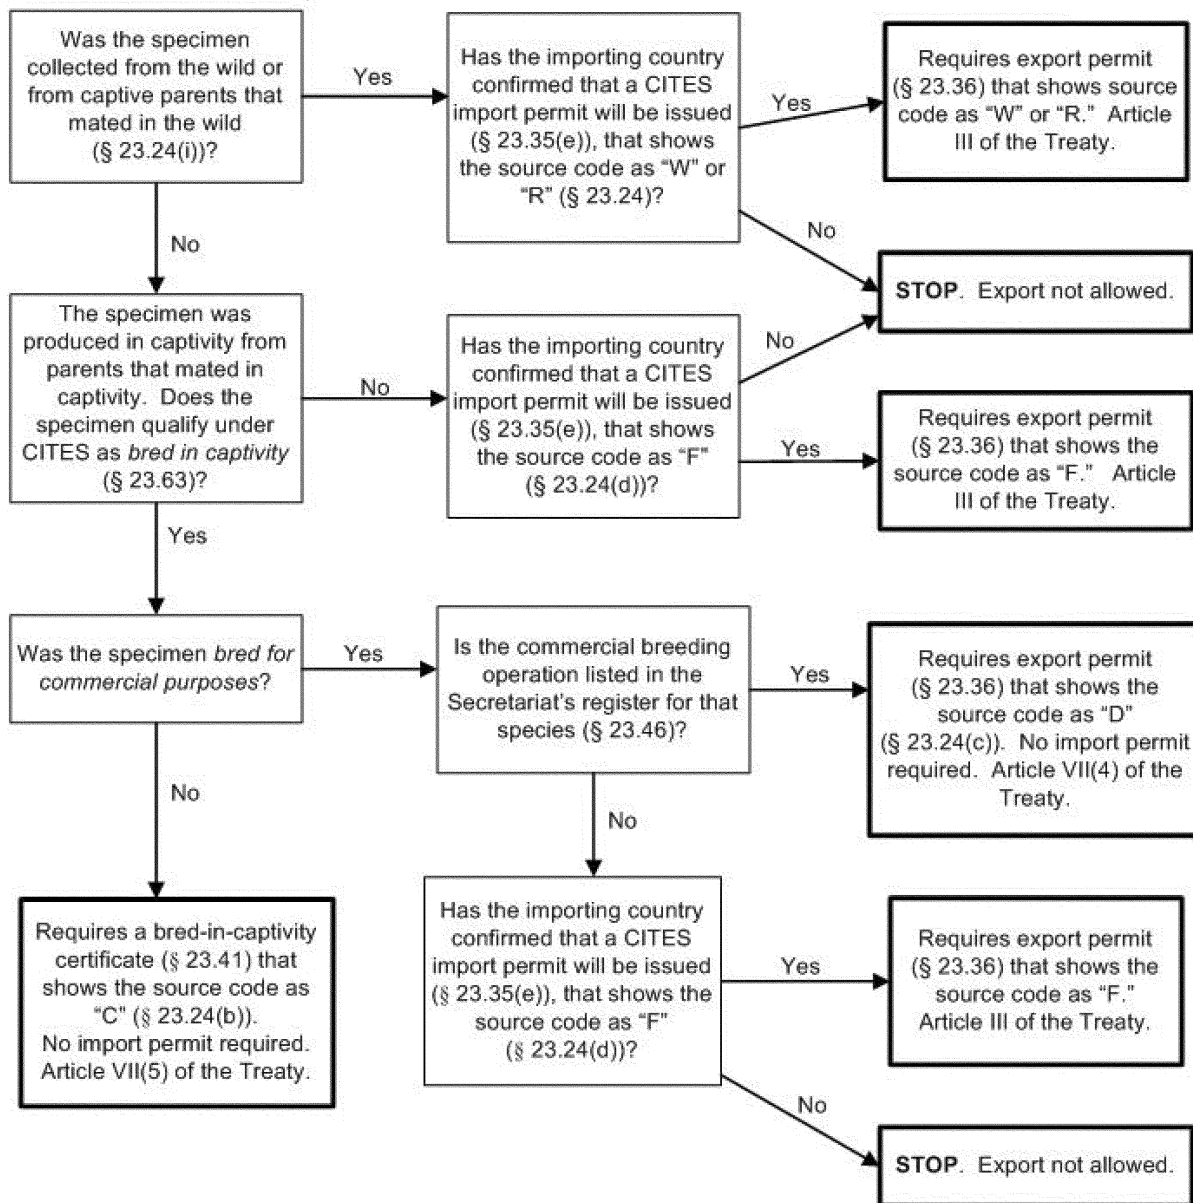 Was the specimen
collected from the wild or
from captive parents that
mated in the wild
(§ 23.24(i))?
Yes
Has the importing country
confirmed that a CITES
import permit will be issued
(§ 23.35(e)), that shows
the source code as “W” or
“R” (§ 23.24)?
Yes
Requires export permit
(§ 23.36) that shows source
code as “W” or “R.” Article
III of the Treaty.
No
No
STOP. Export not allowed.
The specimen was
produced in captivity from
parents that mated in
captivity. Does the
specimen qualify under
CITES as bred in captivity
(§ 23.63)?
No
Has the importing country
confirmed that a CITES
import permit will be issued
(§ 23.35(e)), that shows
the source code as “F”
(§ 23.24(d))?
No
Yes
Requires export permit
(§ 23.36) that shows the
source code as “F.” Article
III of the Treaty.
Yes
Was the specimen bred for
commercial purposes?
Yes
Is the commercial breeding
operation listed in the
Secretariat’s register for that
species (§ 23.46)?
Yes
Requires export permit
(§ 23.36) that shows the
source code as “D”
(§ 23.24(c)). No import permit
required. Article VII(4) of the
Treaty.
No
No
Requires a bred-in-captivity
certificate (§ 23.41) that
shows the source code as
“C” (§ 23.24(b)).
No import permit required.
Article VII(5) of the Treaty.
Has the importing country
confirmed that a CITES
import permit will be issued
(§ 23.35(e)), that shows the
source code as “F”
(§ 23.24(d))?
Yes
Requires export permit
(§ 23.36) that shows the
source code as “F.”
Article III of the Treaty.
No
STOP. Export not allowed.